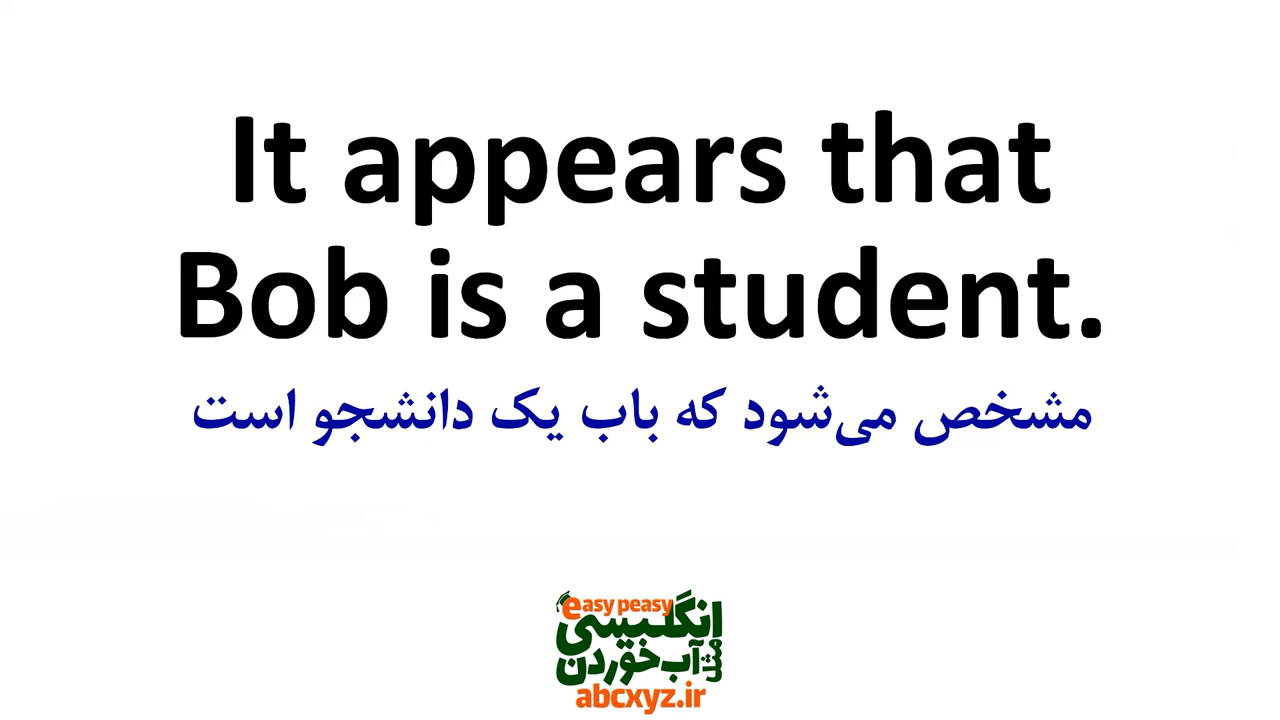 It appears that
Bob is a student.
مشخص می‌شود که باب یک دانشجو است
easy peasy
انگلیسی
مثل
آب خوردن
abcxyz.ir